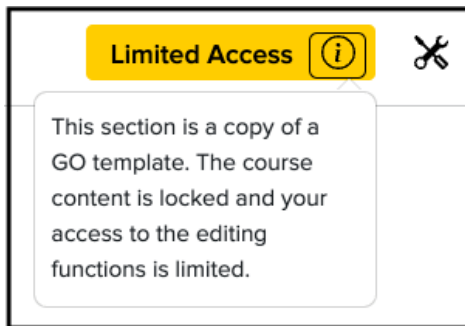 Limited Access
This section is a copy of a
GO template. The course
content is locked and your
access to the editing
functions is limited.